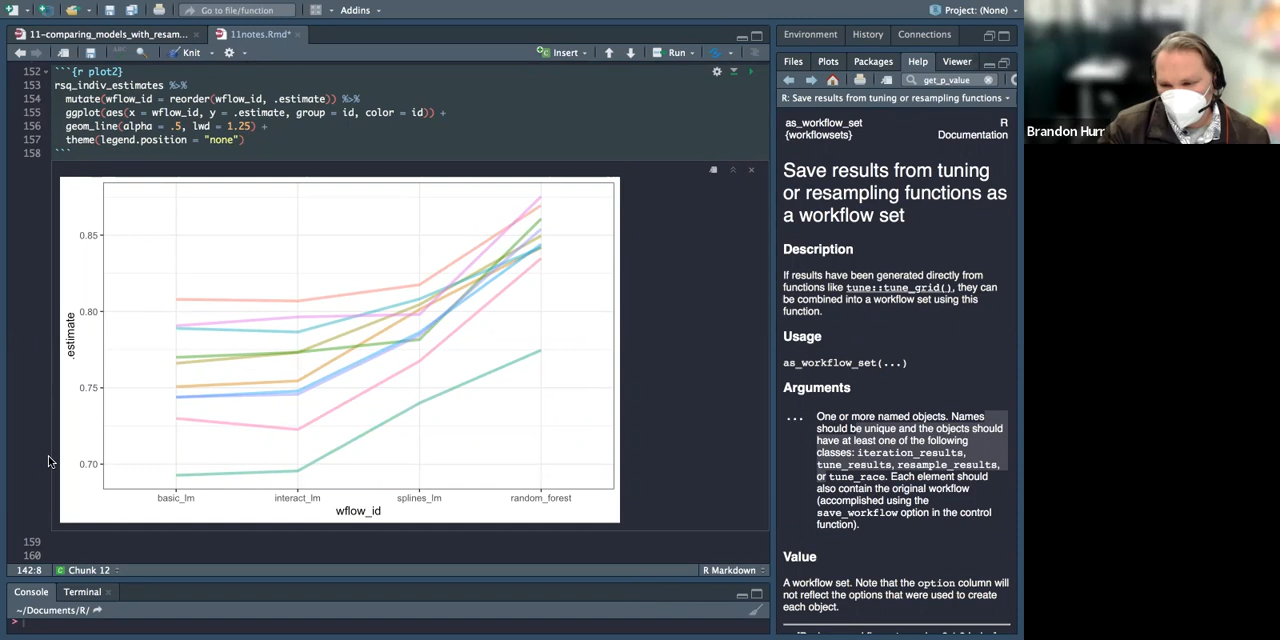 Go to file/function
Addins
Project: (None)
11-comparing_models_with_resam...
11notes.Rmd*
Knit
Insert
Run
152 ```{r plot2}
153 rsq_indiv_estimates %>%
154 mutate(wflow_id = reorder(wflow_id, .estimate)) %>%
155 ggplot(aes(x = wflow_id, y = .estimate, group = id, color = id)) +
156 geom_line(alpha = .5, lwd = 1.25) +
157 theme(legend.position = "none")
158 ```
0.85
0.80
0.75
0.70
.estimate
basic_lm interact_lm splines_lm random_forest
wflow_id
159
160
142:8 Chunk 12 R Markdown
Console Terminal
~/Documents/R/
>
Environment History Connections
Files Plots Packages Help Viewer
get_p_value
R: Save results from tuning or resampling functions
as_workflow_set R
{workflowsets} Documentation
Save results from tuning
or resampling functions as
a workflow set
Description
If results have been generated directly from
functions like tune::tune_grid(), they can
be combined into a workflow set using this
function.
Usage
as_workflow_set(...)
Arguments
... One or more named objects. Names
should be unique and the objects should
have at least one of the following
classes: iteration_results,
tune_results, resample_results,
or tune_race. Each element should
also contain the original workflow
(accomplished using the
save_workflow option in the control
function).
Value
A workflow set. Note that the option column will
not reflect the options that were used to create
each object.
Brandon Hurr